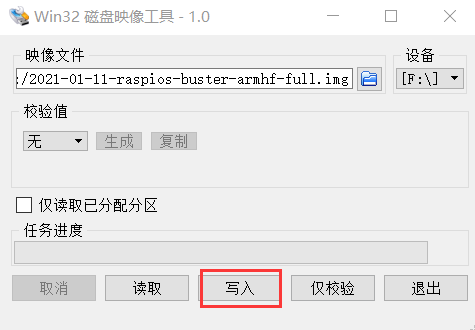 Win32 磁盘映像工具 - 1.0
映像文件
设备
:/2021-01-11-raspios-buster-armhf-full.img
[F:\]
校验值
无
生成
复制
仅读取已分配分区
任务进度
取消
读取
写入
仅校验
退出